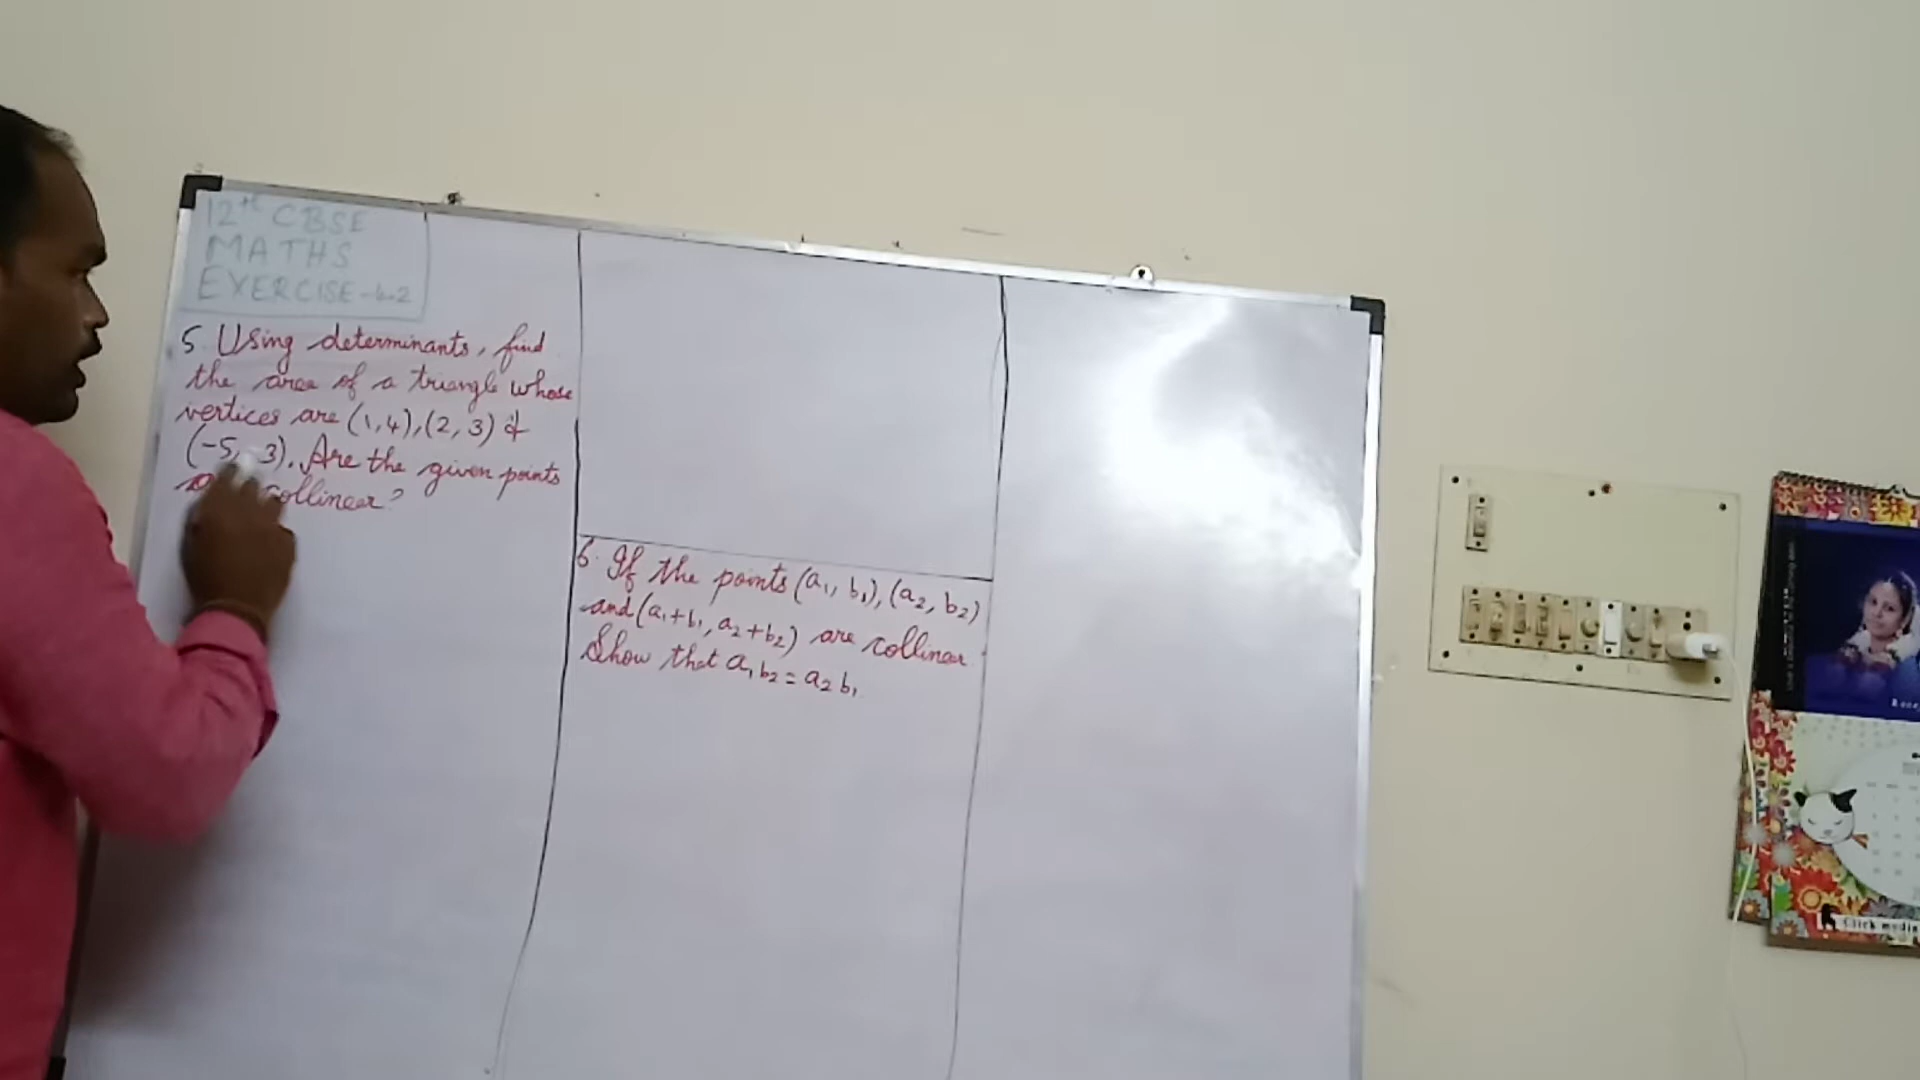 12th CBSE
MATHS
EXERCISE-4.2
5. Using determinants, find
the area of a triangle whose
vertices are (1,4),(2,3) &
(-5,-3). Are the given points
collinear?
6. If the points (a1, b1), (a2, b2)
and (a1+b1, a2+b2) are collinear.
Show that a1b2 = a2b1.
Click media